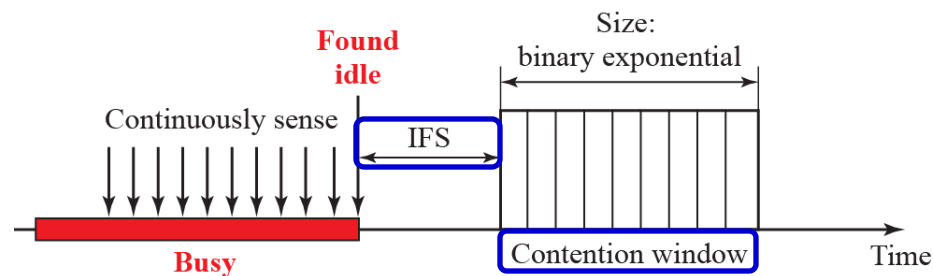 Size:
binary exponential
Found
idle
Continuously sense
IFS
Contention window
Time
Busy